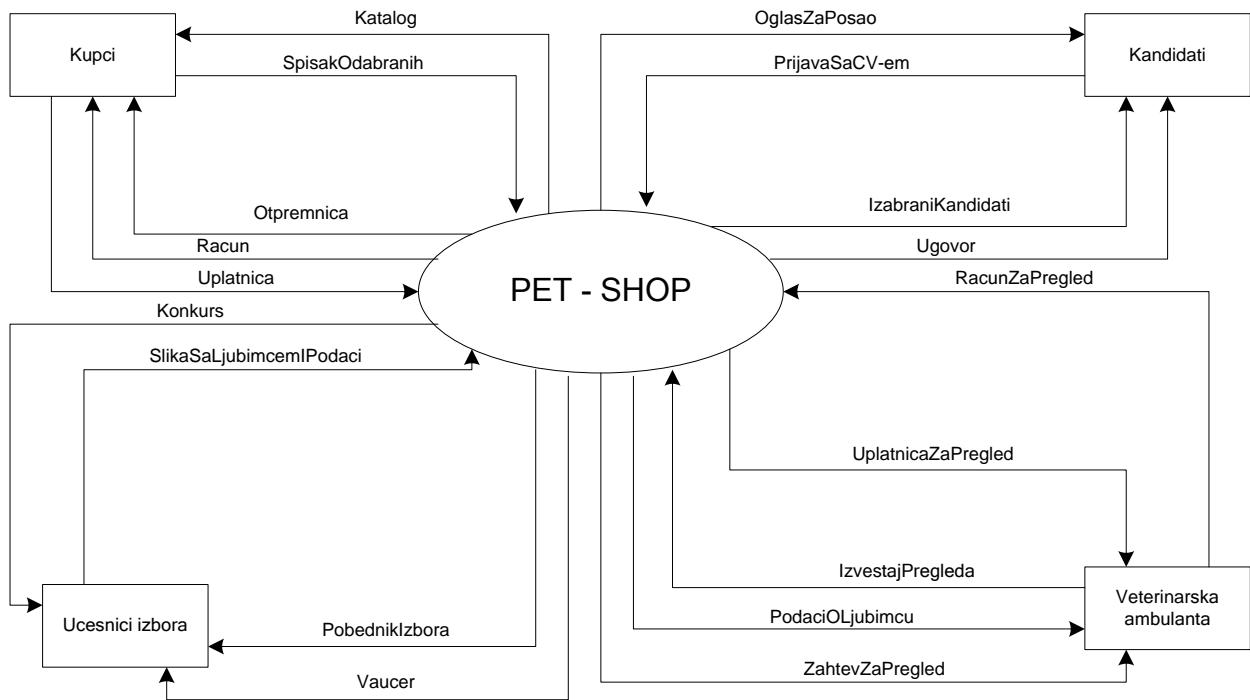 Katalog
OglasZaPosao
Kupci
SpisakOdabranih
PrijavaSaCV-em
Kandidati
Otpremnica
IzabraniKandidati
Racun
Ugovor
Uplatnica
PET - SHOP
RacunZaPregled
Konkurs
SlikaSaLjubimcemIPodaci
UplatnicaZaPregled
IzvestajPregleda
Veterinarska
ambulanta
Ucesnici izbora
PobednikIzbora
PodaciOLjubimcu
ZahtevZaPregled
Vaucer